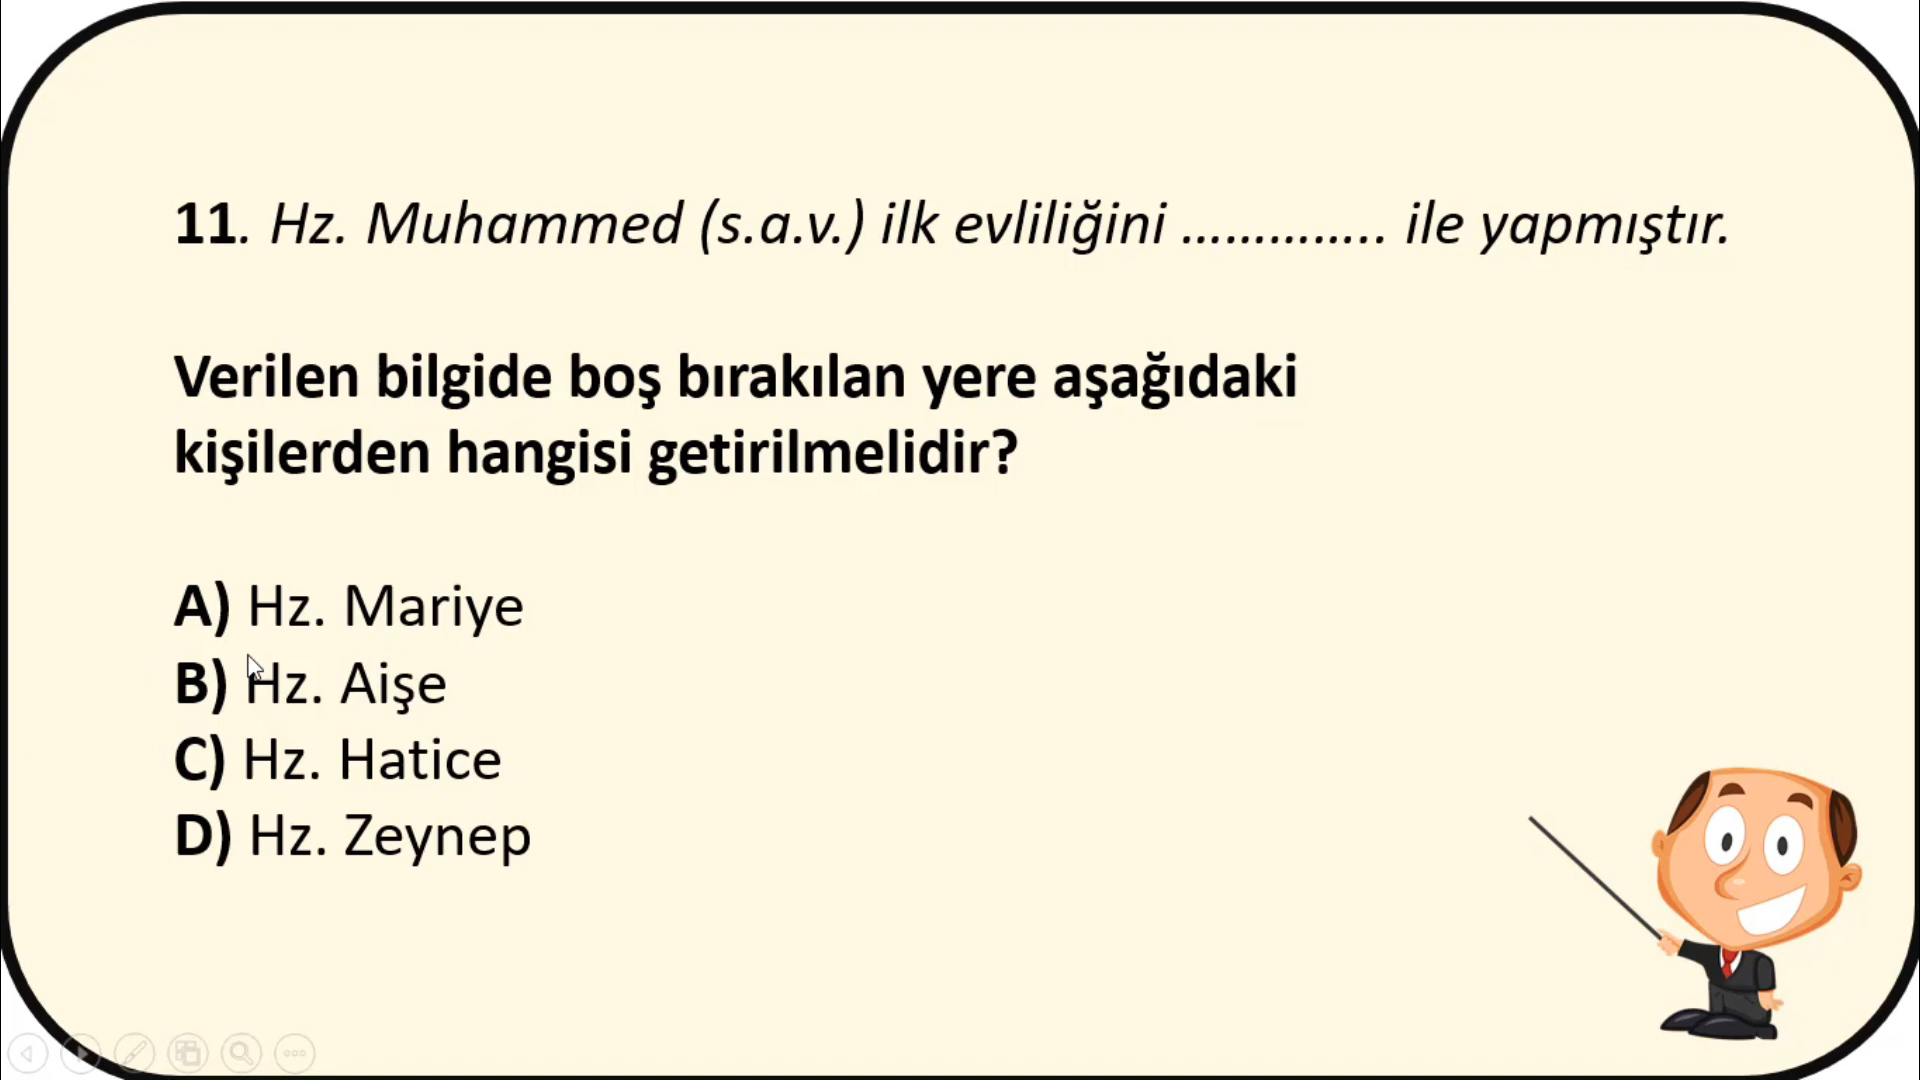 11. Hz. Muhammed (s.a.v.) ilk evliliğini .............. ile yapmıştır.
Verilen bilgide boş bırakılan yere aşağıdaki
kişilerden hangisi getirilmelidir?
A) Hz. Mariye
B) Hz. Aişe
C) Hz. Hatice
D) Hz. Zeynep